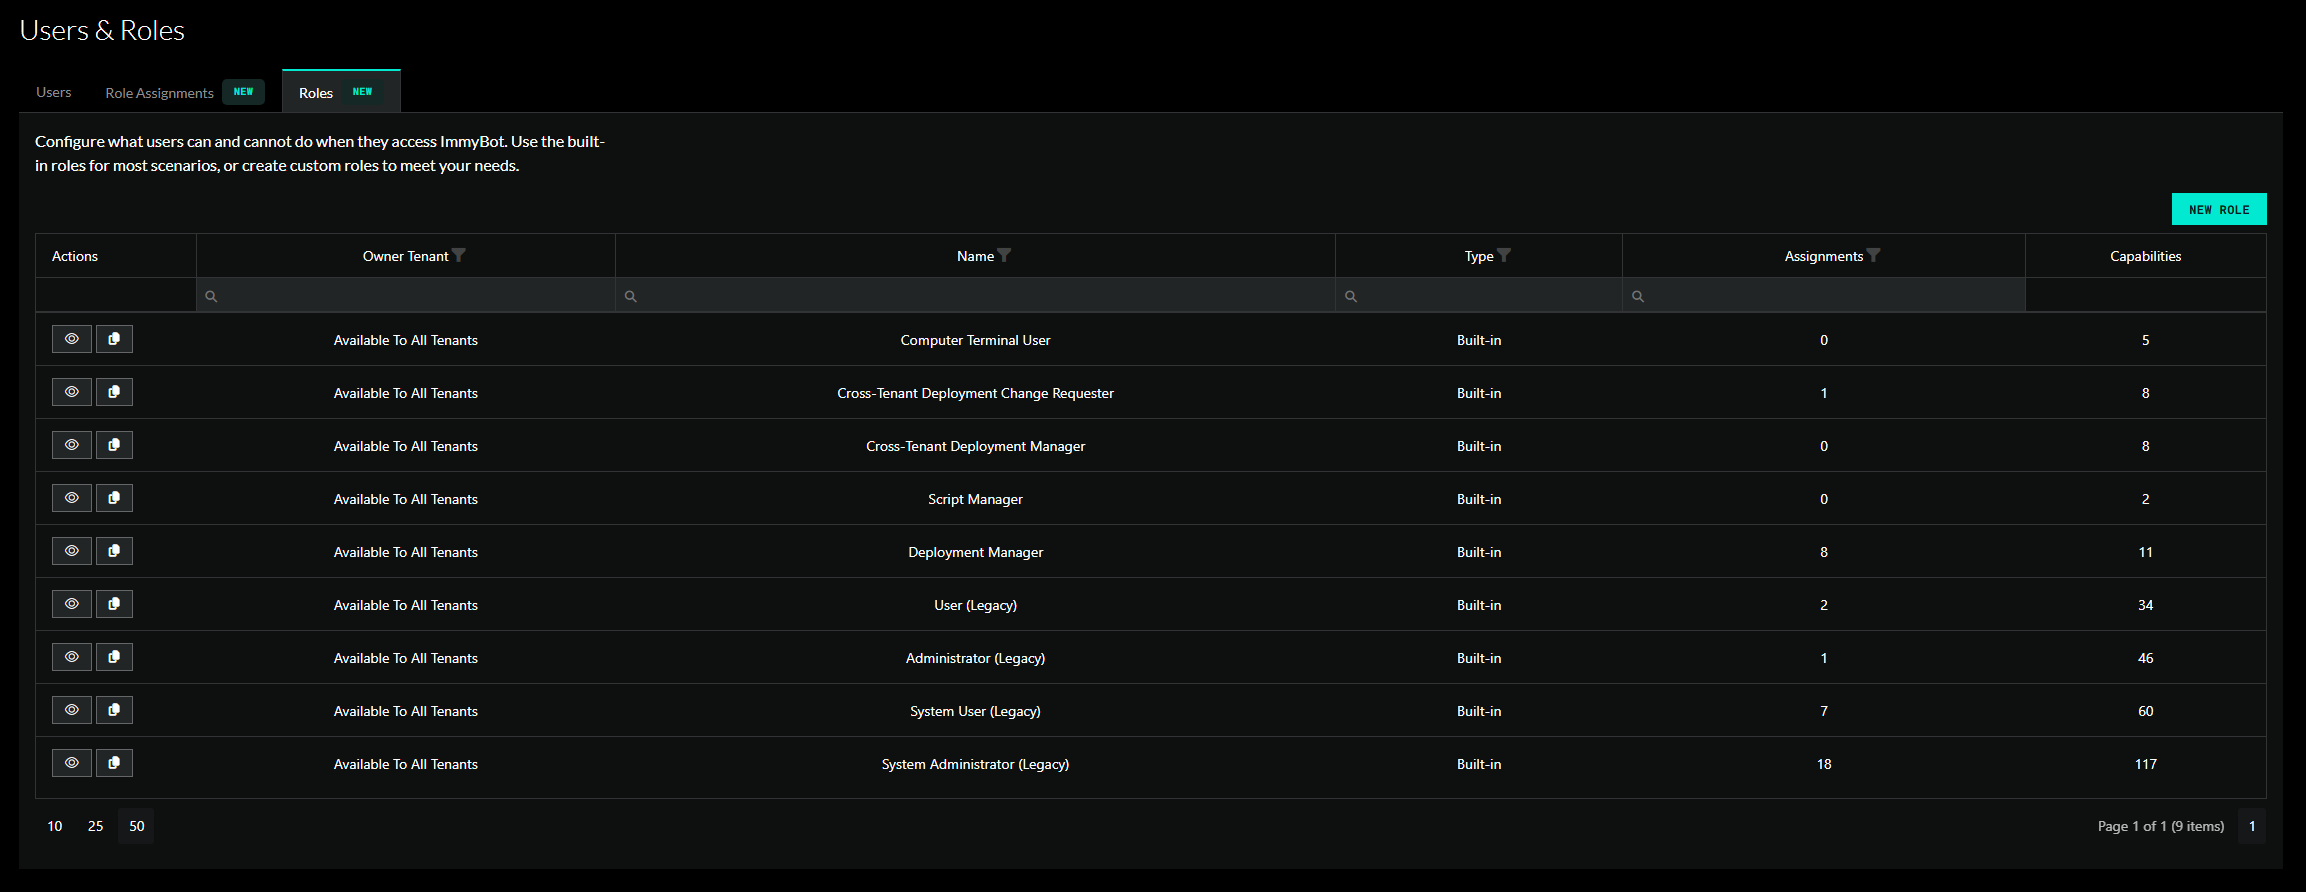 Users & Roles
Users
Role Assignments NEW
Roles NEW
Configure what users can and cannot do when they access ImmyBot. Use the built-
in roles for most scenarios, or create custom roles to meet your needs.
NEW ROLE
Actions Owner Tenant Name Type Assignments Capabilities
Available To All Tenants Computer Terminal User Built-in 0 5
Available To All Tenants Cross-Tenant Deployment Change Requester Built-in 1 8
Available To All Tenants Cross-Tenant Deployment Manager Built-in 0 8
Available To All Tenants Script Manager Built-in 0 2
Available To All Tenants Deployment Manager Built-in 8 11
Available To All Tenants User (Legacy) Built-in 2 34
Available To All Tenants Administrator (Legacy) Built-in 1 46
Available To All Tenants System User (Legacy) Built-in 7 60
Available To All Tenants System Administrator (Legacy) Built-in 18 117
10 25 50
Page 1 of 1 (9 items) 1